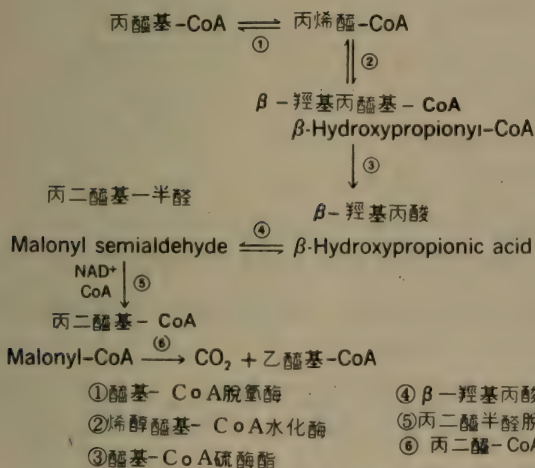 丙醯基-CoA ⇌ 丙烯醯-CoA
①
②
β-羥基丙醯基-CoA
β-Hydroxypropionyl-CoA
③
丙二醯基一半醛
β-羥基丙酸
Malonyl semialdehyde ⇌ β-Hydroxypropionic acid
④
NAD⁺
CoA
⑤
丙二醯基-CoA
Malonyl-CoA ⑥→ CO₂ + 乙醯基-CoA
①醯基-CoA脫氫酶
④β-羥基丙酸
②烯醇醯基-CoA水化酶
⑤丙二醯半醛脫
③醯基-CoA硫酶酯
⑥ 丙二醯-CoA